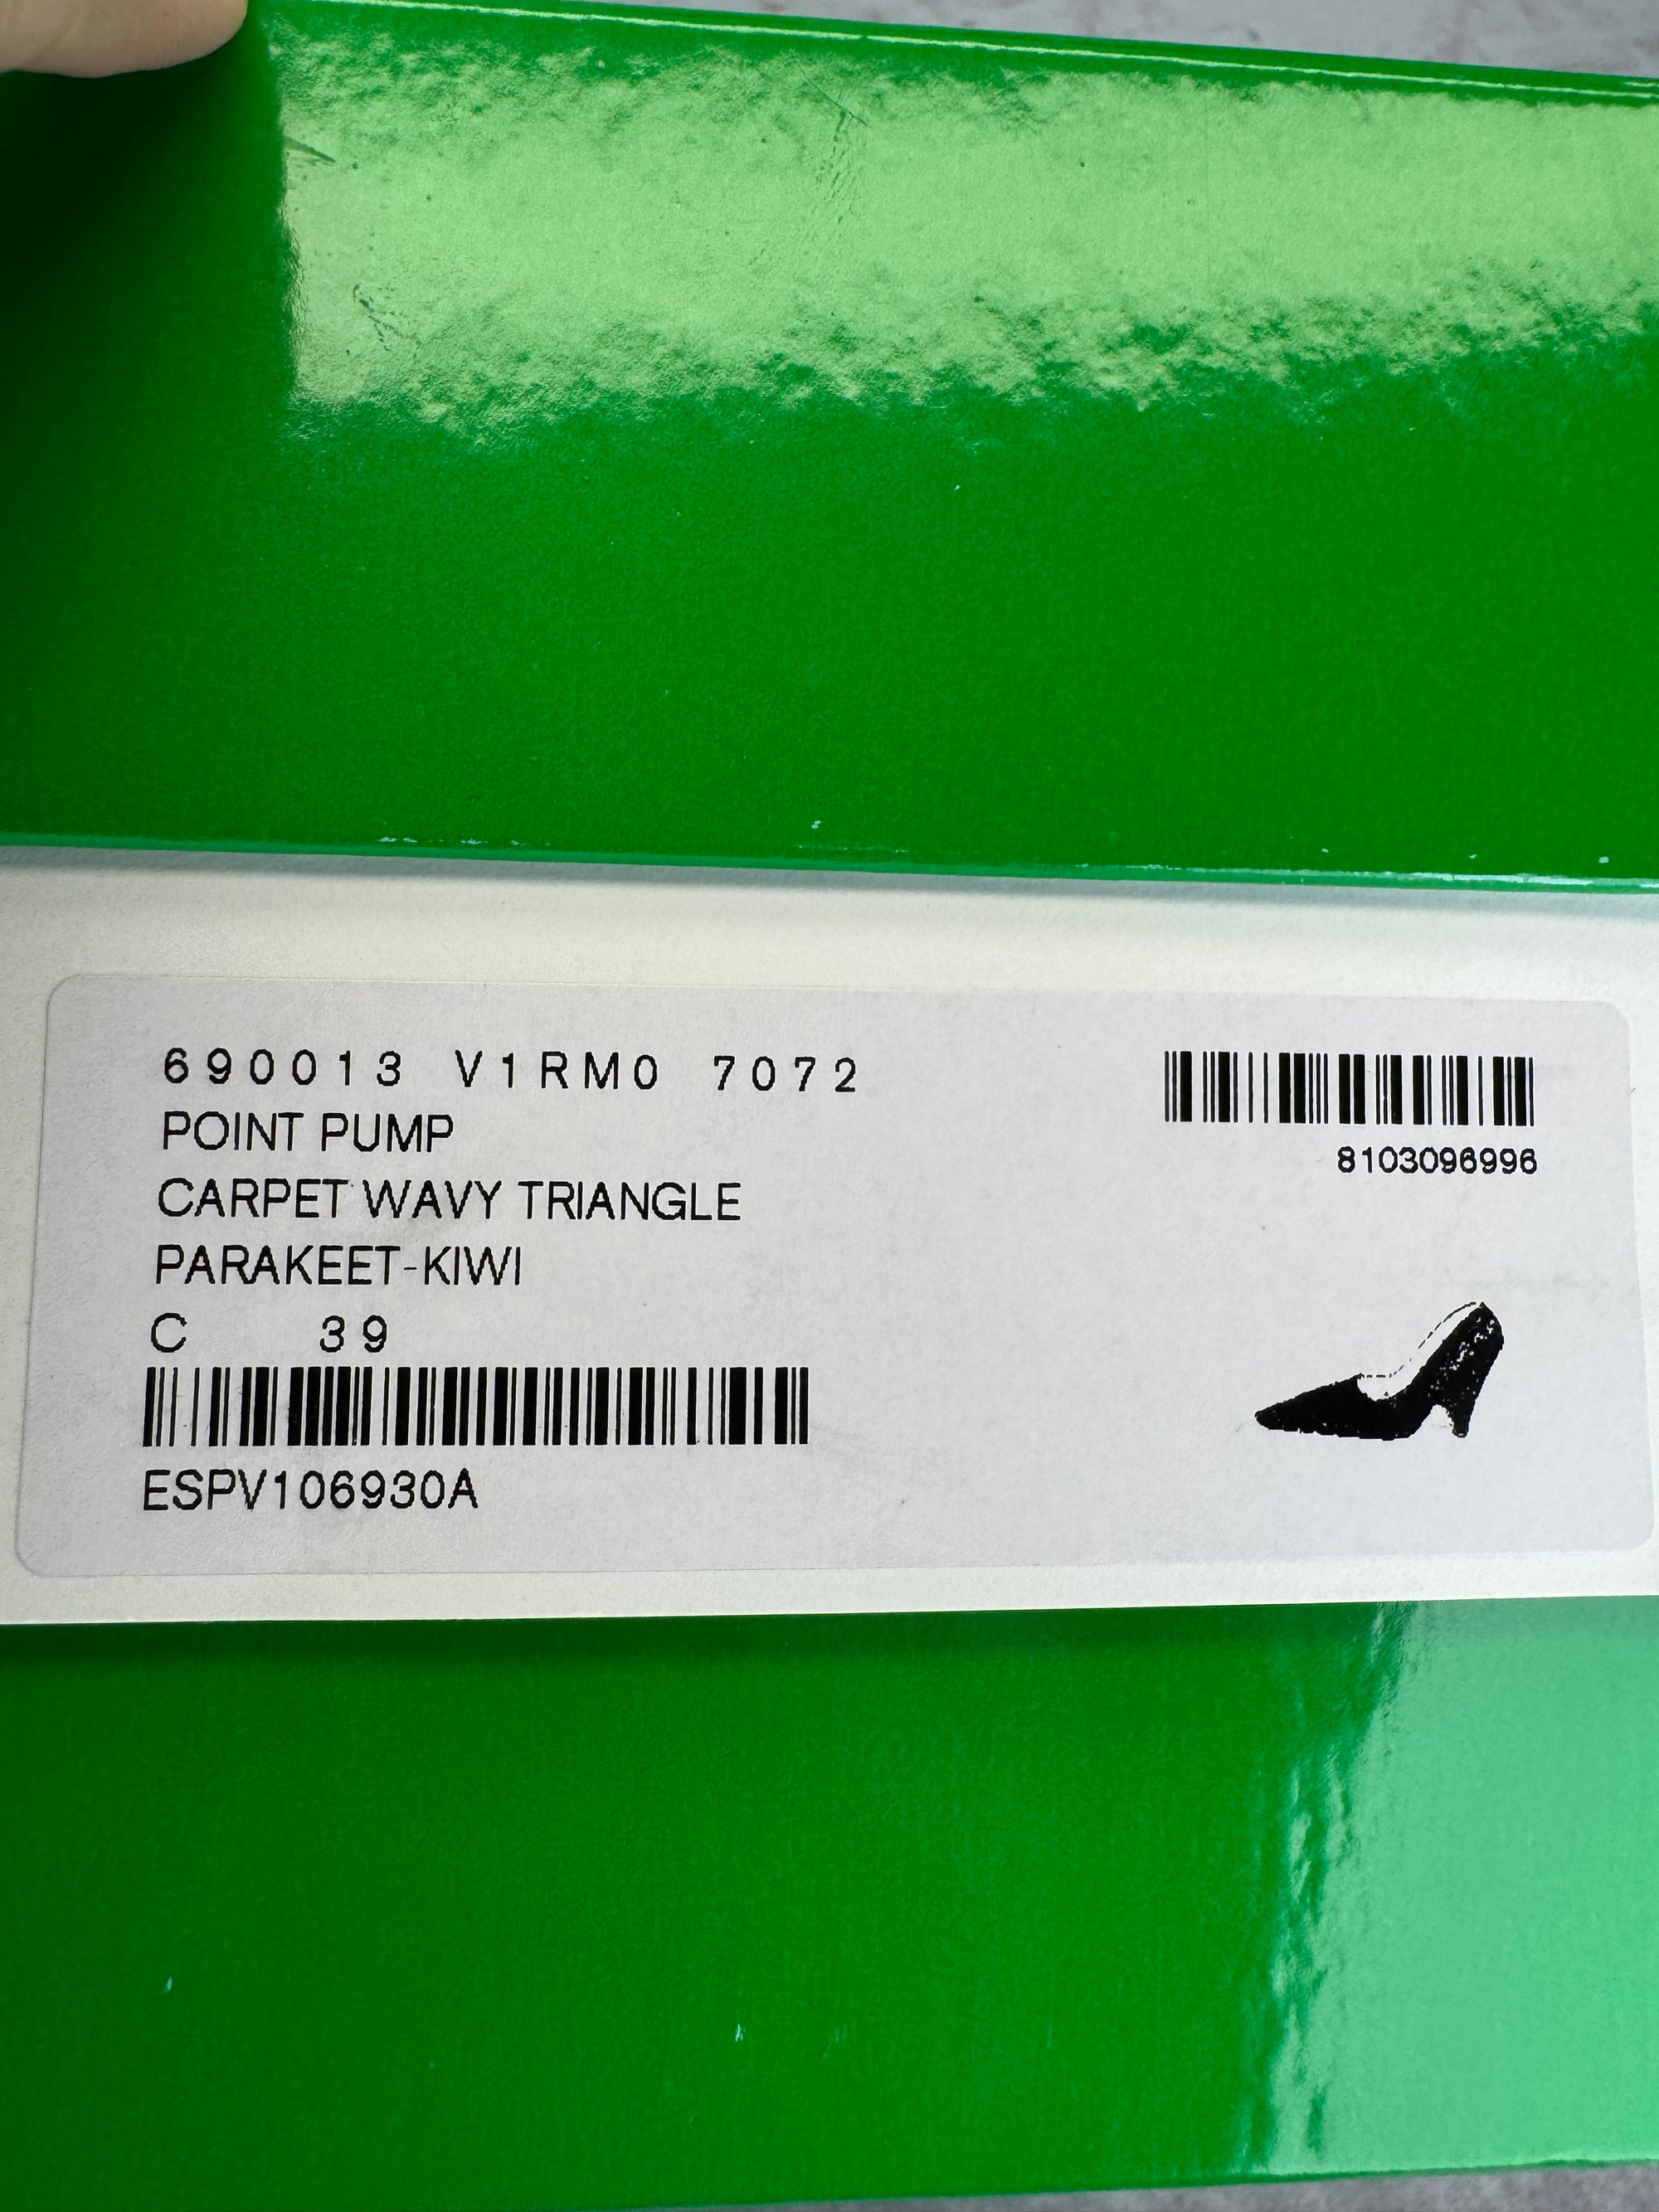 690013 V1RM0 7072
8103096996
POINT PUMP
CARPET WAVY TRIANGLE
PARAKEET-KIWI
C 39
ESPV106930A